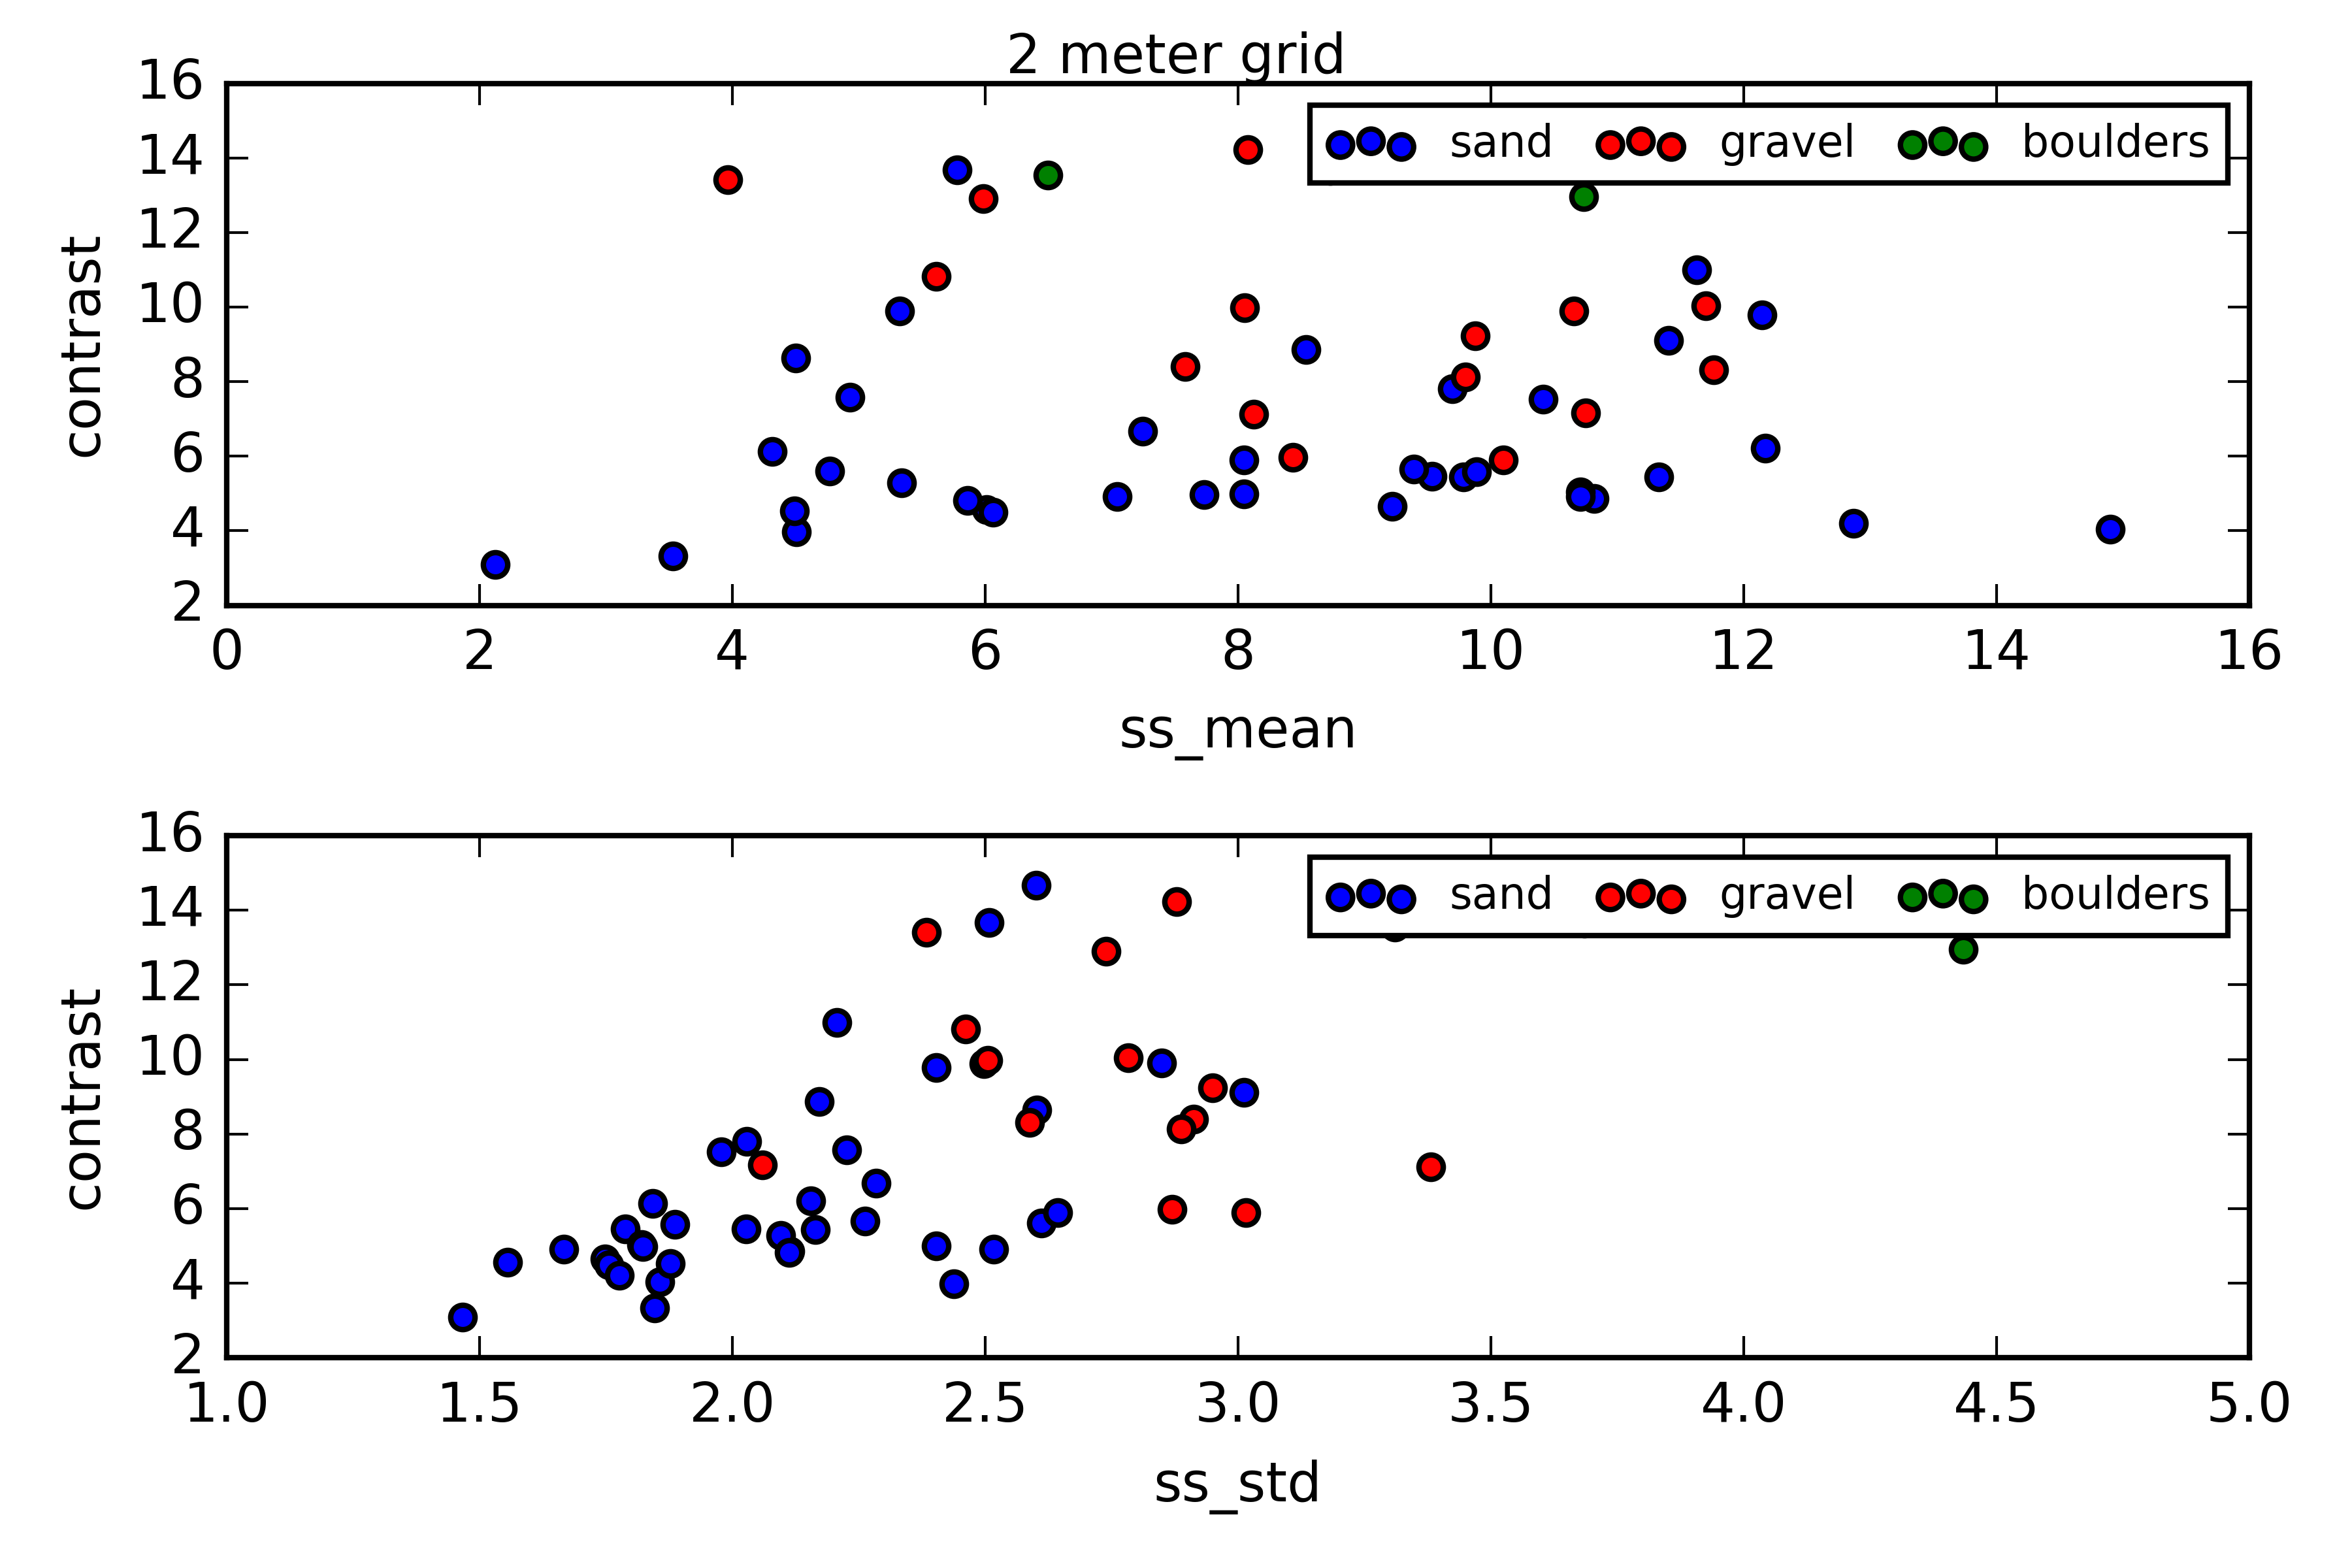 2 meter grid
16
14
12
10
8
6
4
2
contrast
sand gravel boulders
0 2 4 6 8 10 12 14 16
ss_mean
16
14
12
10
8
6
4
2
contrast
sand gravel boulders
1.0 1.5 2.0 2.5 3.0 3.5 4.0 4.5 5.0
ss_std